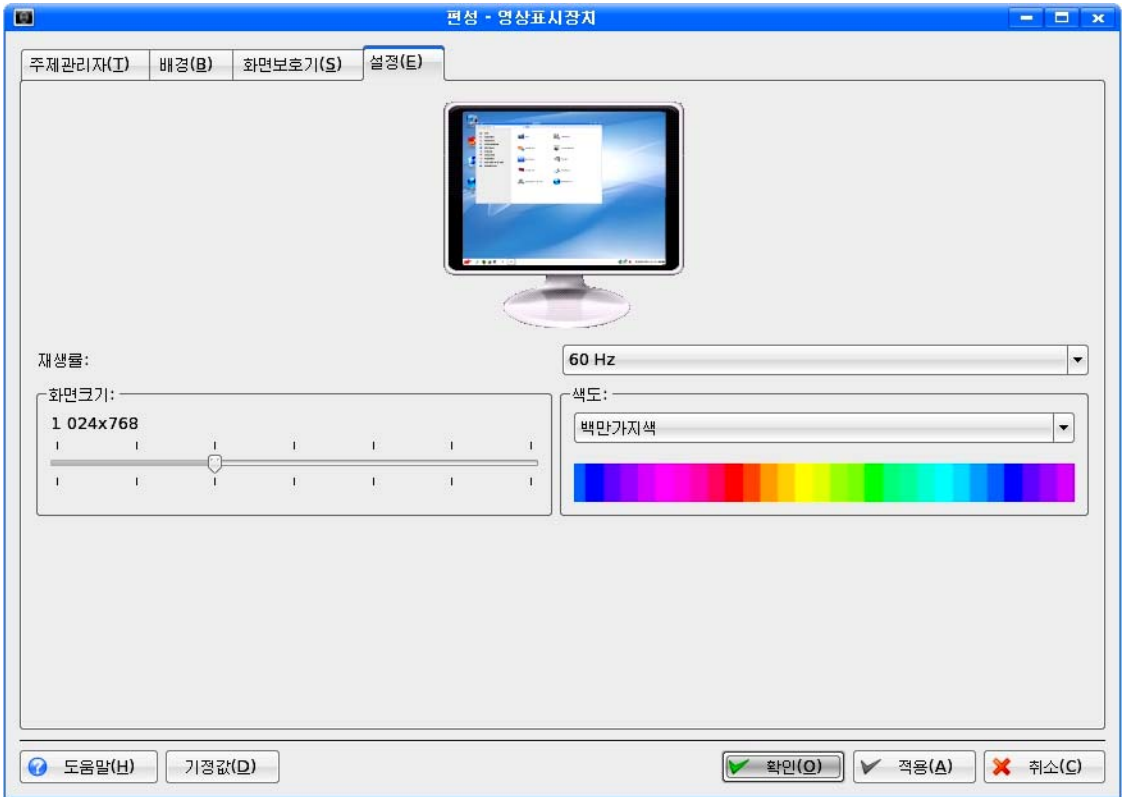 편성 - 영상표시장치
주제관리자(T) 배경(B) 화면보호기(S) 설정(E)
재생률: 60 Hz
화면크기: 색도:
1 024x768 백만가지색
도움말(H) 기정값(D) 확인(O) 적용(A) 취소(C)